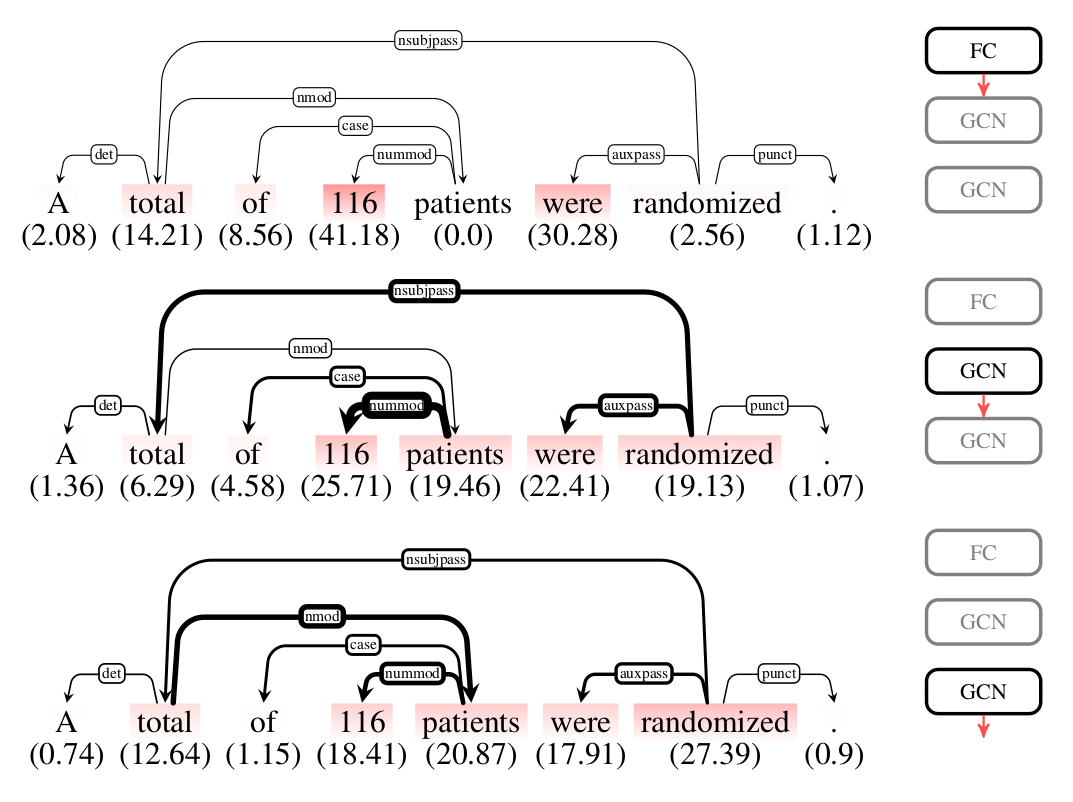 nsubjpass
FC
nmod
GCN
case
det
nummod
auxpass
punct
GCN
A total of 116 patients were randomized .
(2.08) (14.21) (8.56) (41.18) (0.0) (30.28) (2.56) (1.12)
nsubjpass
FC
nmod
GCN
case
det
nummod
auxpass
punct
GCN
A total of 116 patients were randomized .
(1.36) (6.29) (4.58) (25.71) (19.46) (22.41) (19.13) (1.07)
nsubjpass
FC
nmod
GCN
case
det
nummod
auxpass
punct
GCN
A total of 116 patients were randomized .
(0.74) (12.64) (1.15) (18.41) (20.87) (17.91) (27.39) (0.9)